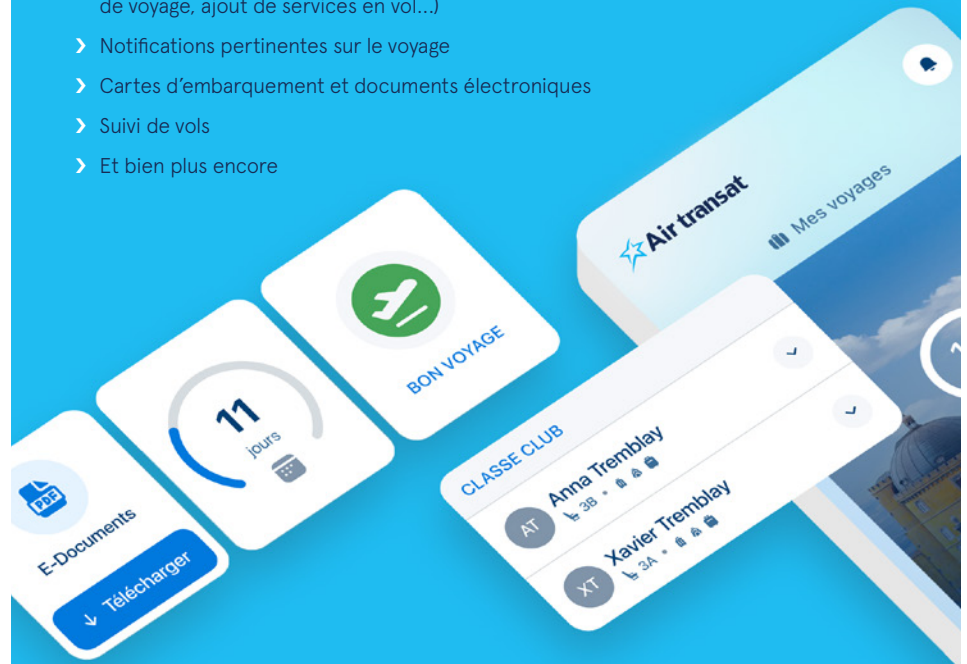 de voyage, ajout de services en vol...)
Notifications pertinentes sur le voyage
Cartes d’embarquement et documents électroniques
Suivi de vols
Et bien plus encore
Air transat
Mes voyages
BON VOYAGE
11
jours
PDF
E-Documents
Télécharger
CLASSE CLUB
AT
Anna Tremblay
3B
XT
Xavier Tremblay
3A